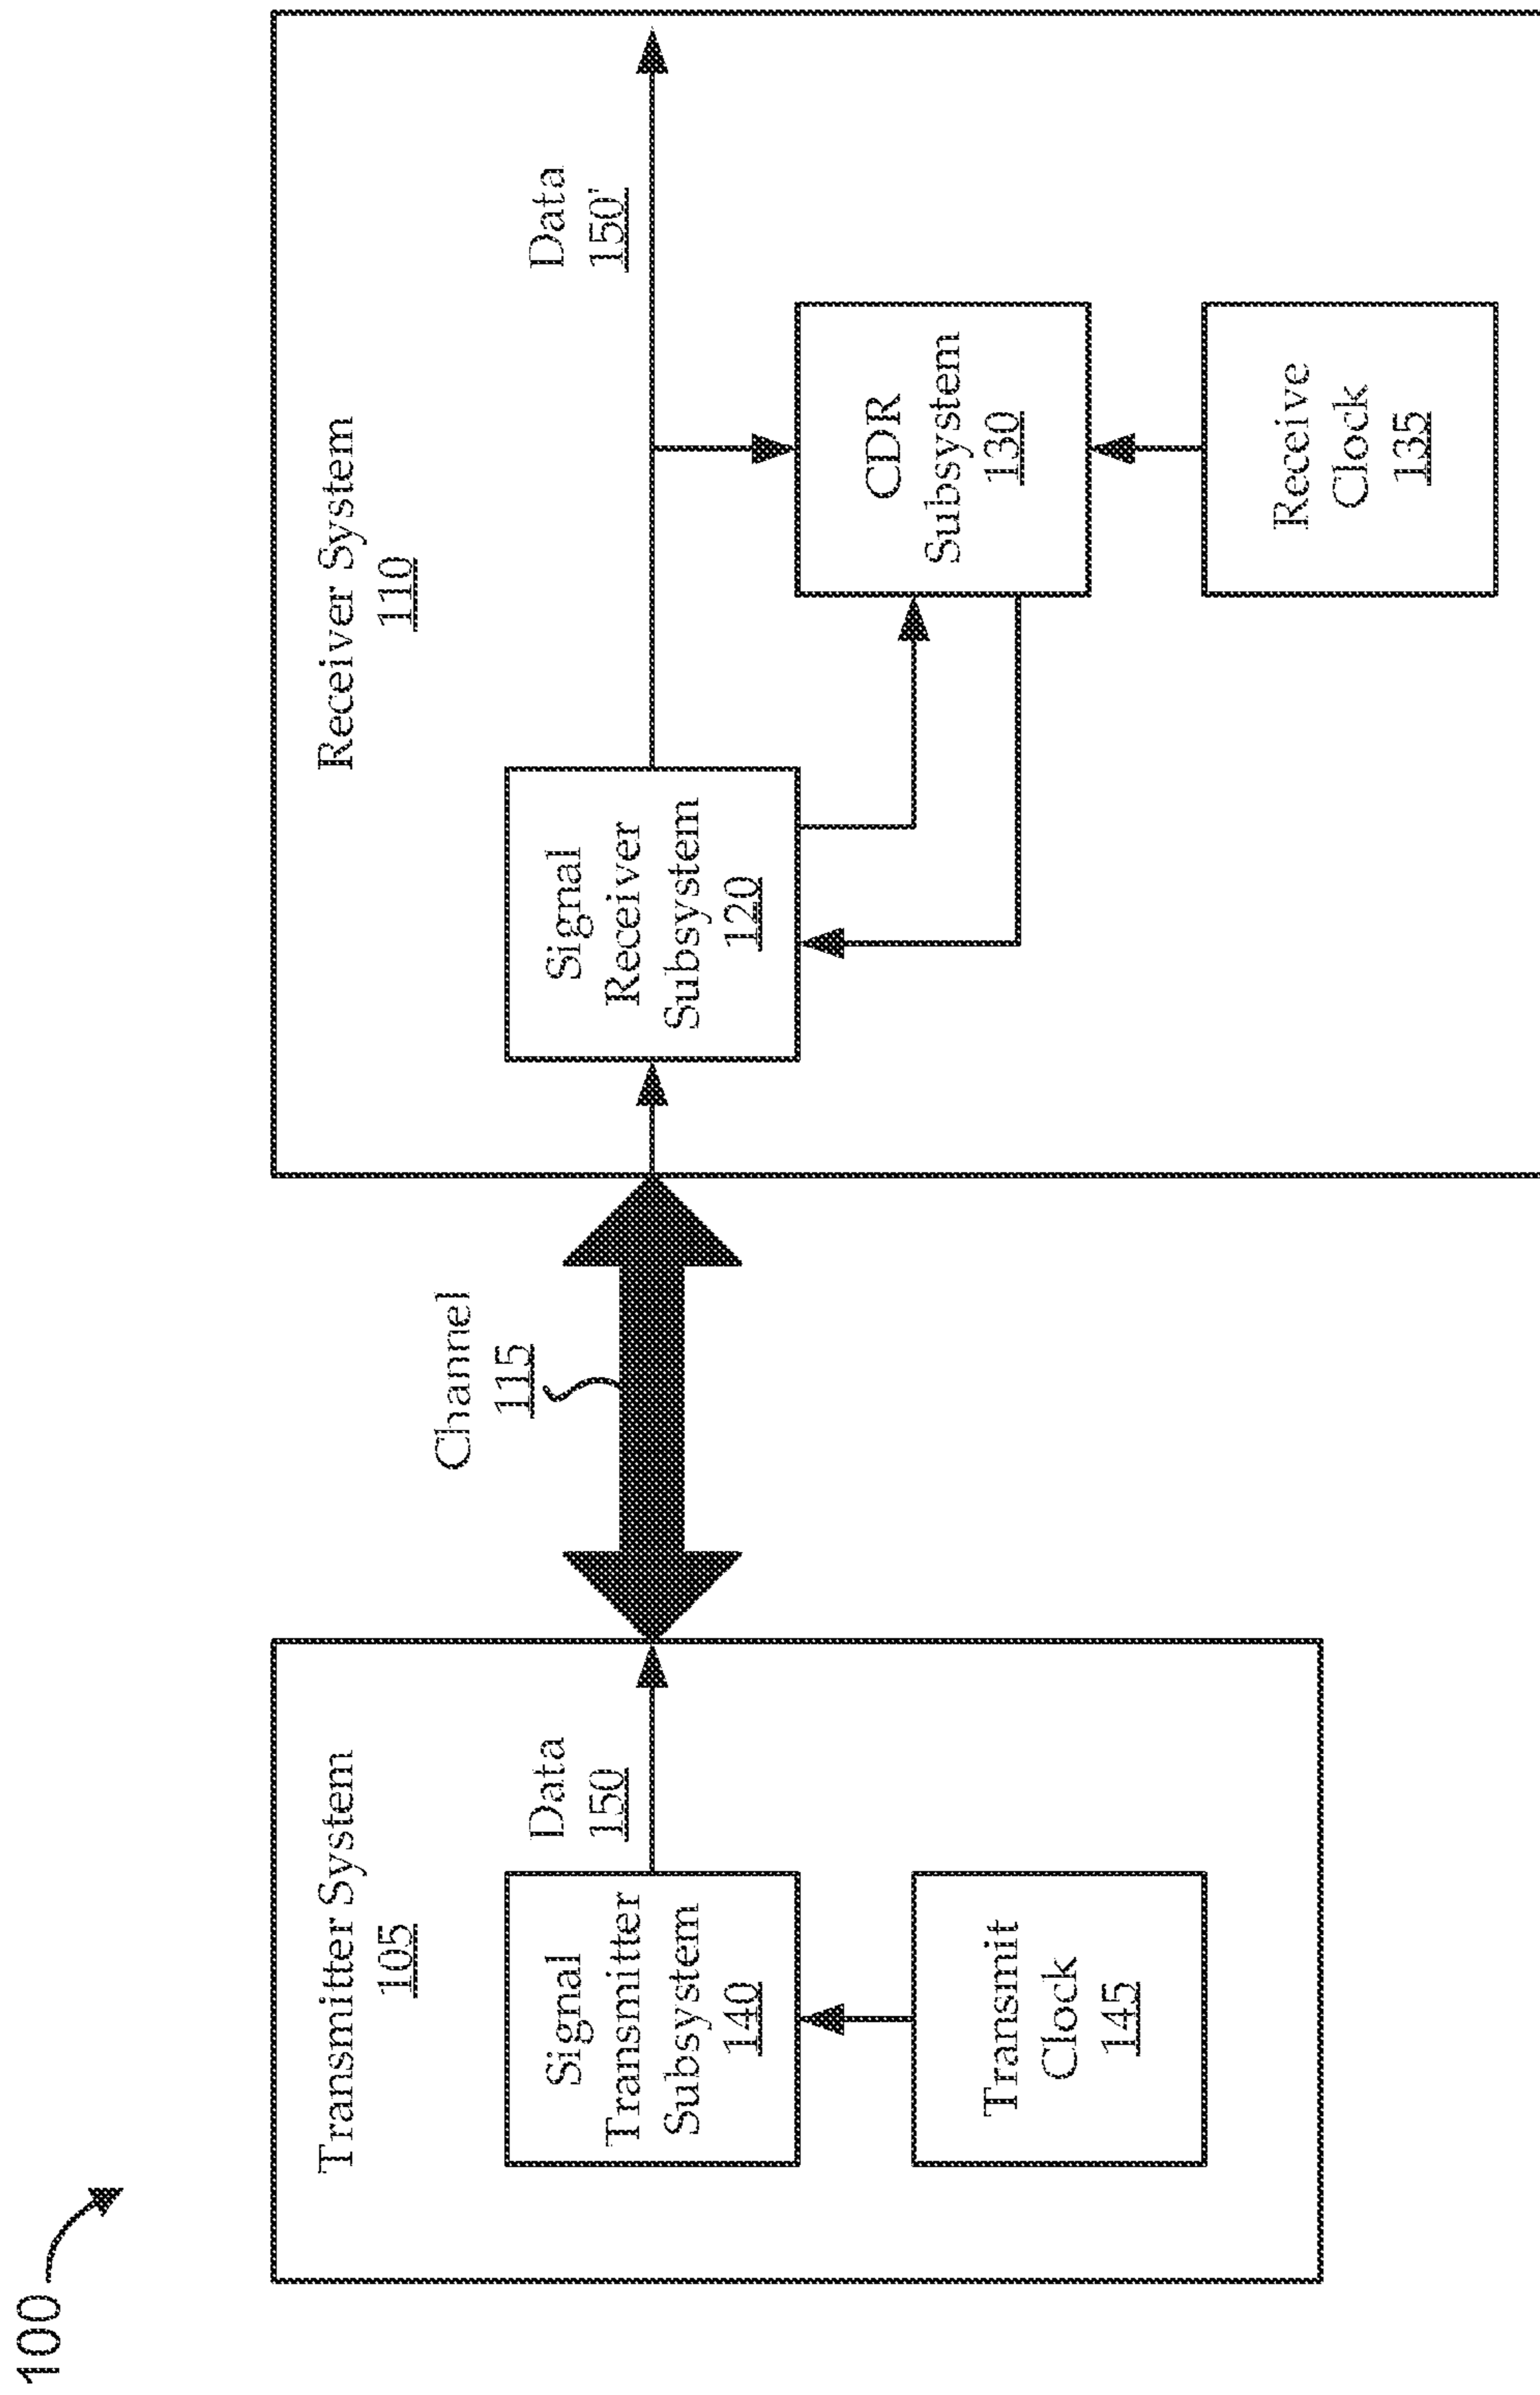 100
Transmitter System
105
Signal
Transmitter
Subsystem
140
Data
150
Transmit
Clock
145
Channel
115
Receiver System
110
Signal
Receiver
Subsystem
120
Data
150'
CDR
Subsystem
130
Receive
Clock
135